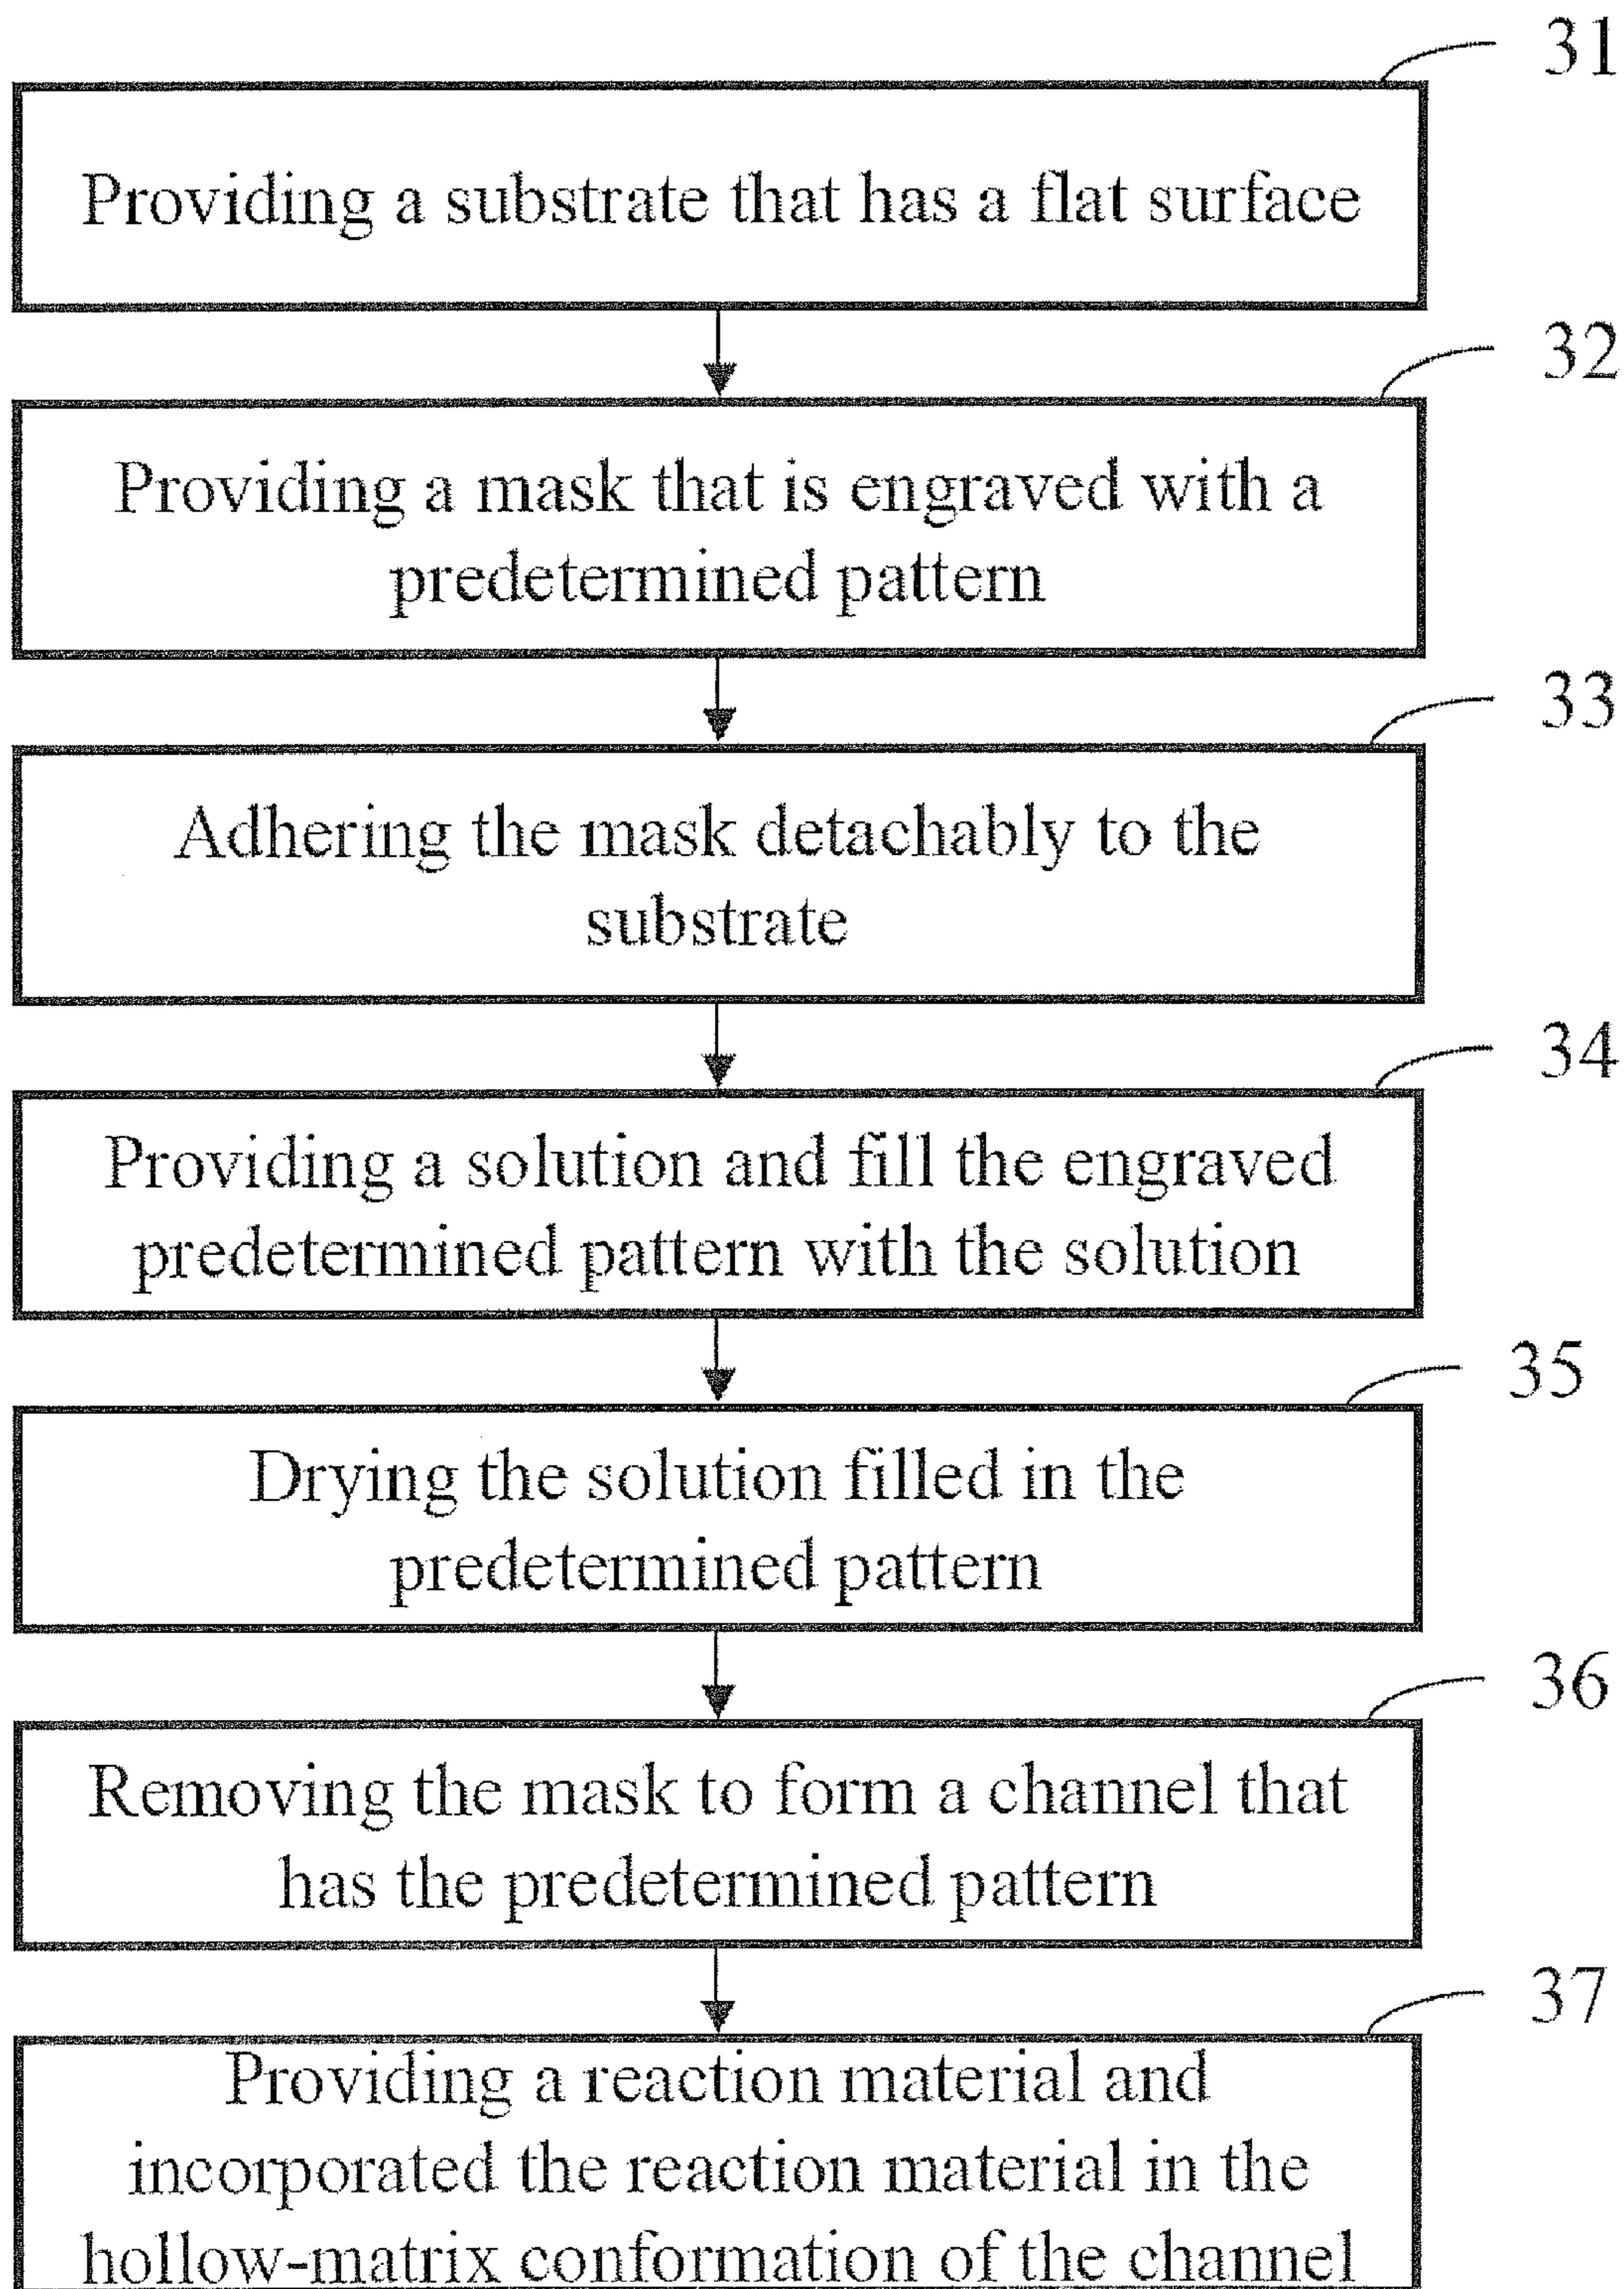 31
Providing a substrate that has a flat surface
32
Providing a mask that is engraved with a
predetermined pattern
33
Adhering the mask detachably to the
substrate
34
Providing a solution and fill the engraved
predetermined pattern with the solution
35
Drying the solution filled in the
predetermined pattern
36
Removing the mask to form a channel that
has the predetermined pattern
37
Providing a reaction material and
incorporated the reaction material in the
hollow-matrix conformation of the channel